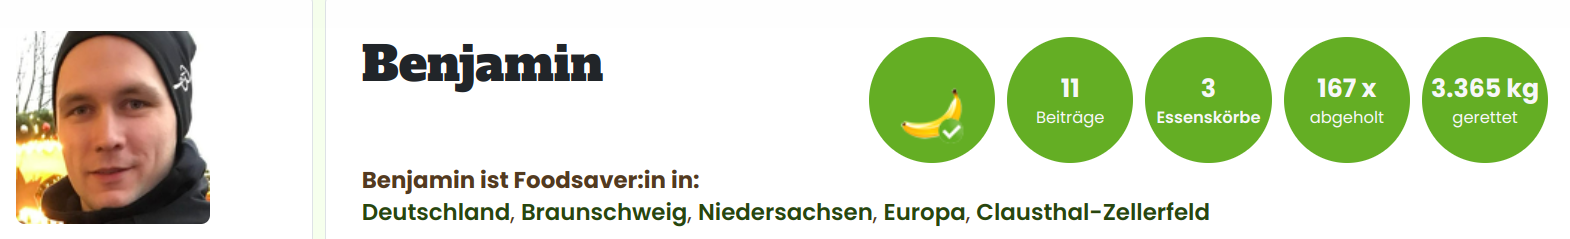 Benjamin
11
Beiträge
3
Essenskörbe
167 x
abgeholt
3.365 kg
gerettet
Benjamin ist Foodsaver:in in:
Deutschland, Braunschweig, Niedersachsen, Europa, Clausthal-Zellerfeld